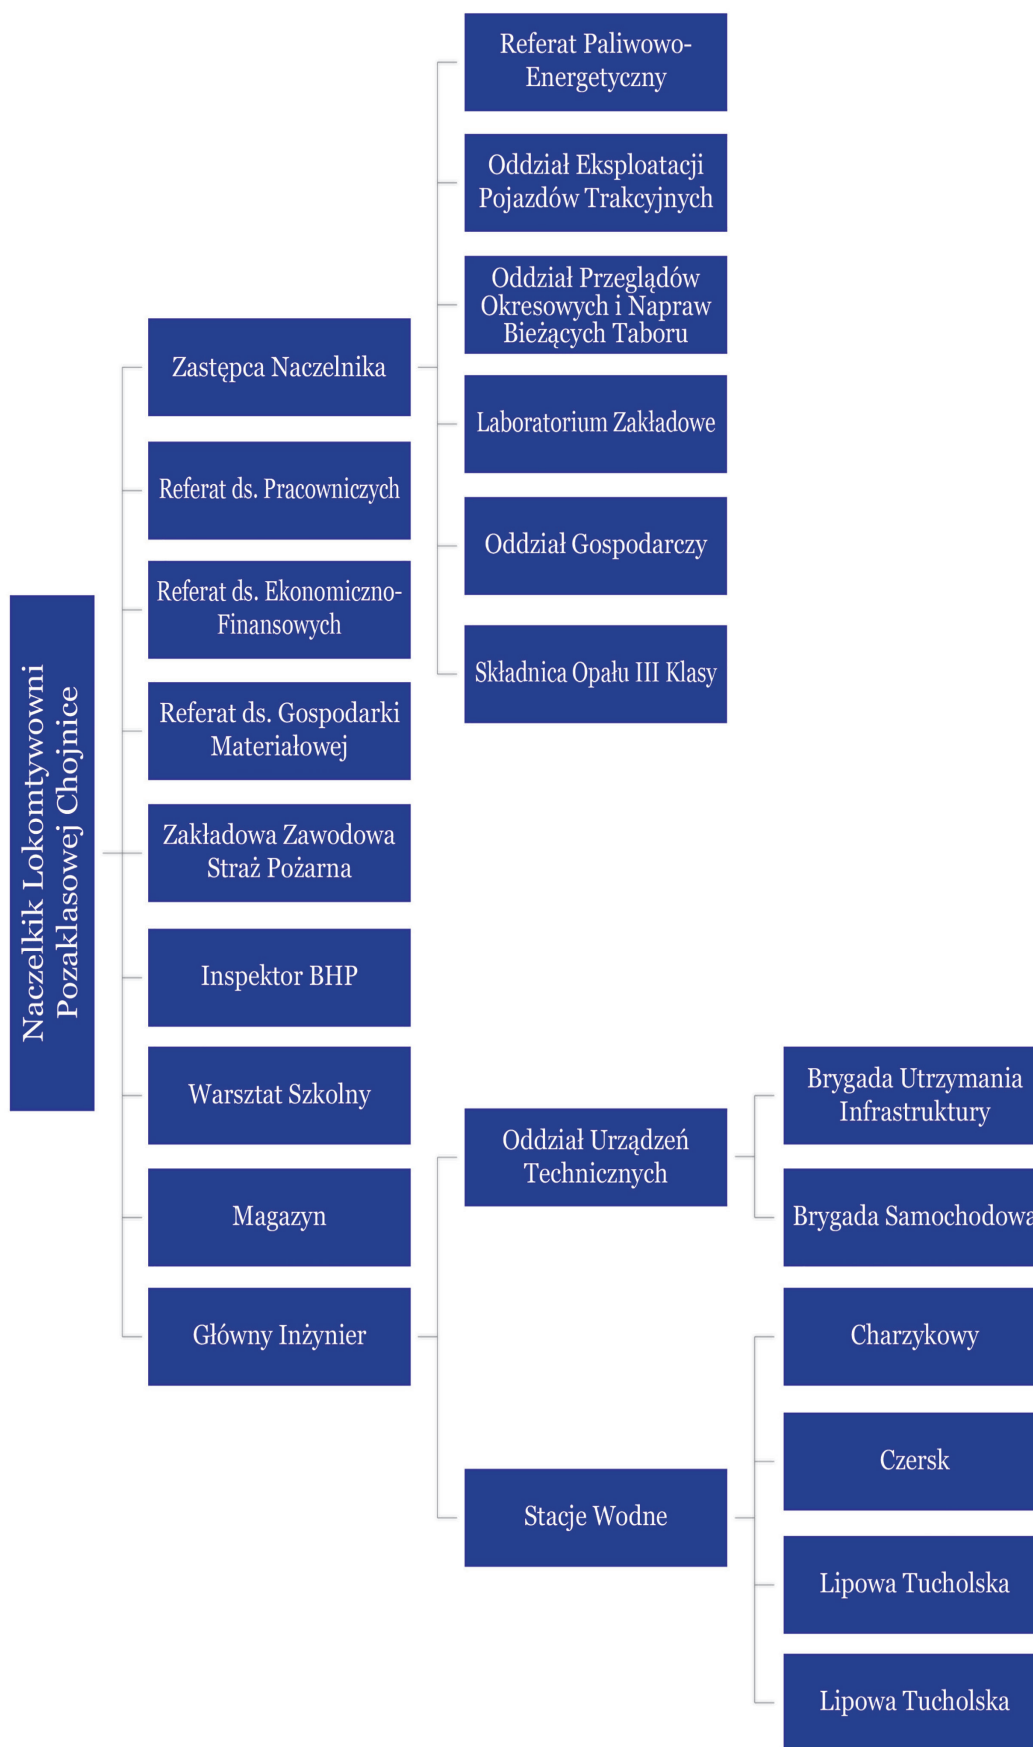 Naczelkik Lokomtywowni
Pozaklasowej Chojnice
Zastępca Naczelnika
Referat Paliwowo-
Energetyczny
Oddział Eksploatacji
Pojazdów Trakcyjnych
Oddział Przeglądów
Okresowych i Napraw
Bieżących Taboru
Laboratorium Zakładowe
Oddział Gospodarczy
Składnica Opału III Klasy
Referat ds. Pracowniczych
Referat ds. Ekonomiczno-
Finansowych
Referat ds. Gospodarki
Materiałowej
Zakładowa Zawodowa
Straż Pożarna
Inspektor BHP
Warsztat Szkolny
Magazyn
Główny Inżynier
Oddział Urządzeń
Technicznych
Brygada Utrzymania
Infrastruktury
Brygada Samochodowa
Stacje Wodne
Charzykowy
Czersk
Lipowa Tucholska
Lipowa Tucholska